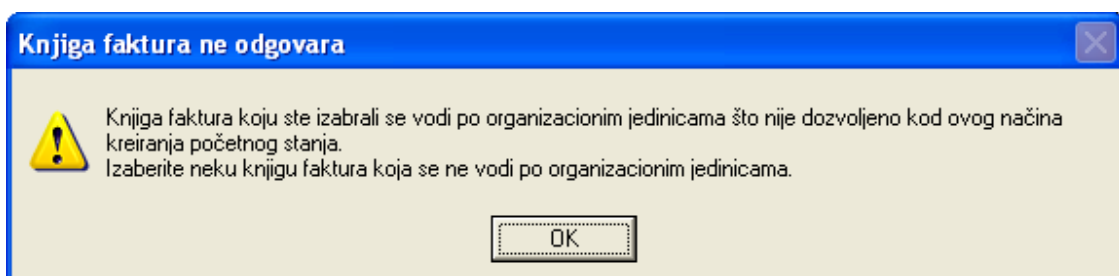 Knjiga faktura ne odgovara
Knjiga faktura koju ste izabrali se vodi po organizacionim jedinicama što nije dozvoljeno kod ovog načina
kreiranja početnog stanja.
Izaberite neku knjigu faktura koja se ne vodi po organizacionim jedinicama.
OK